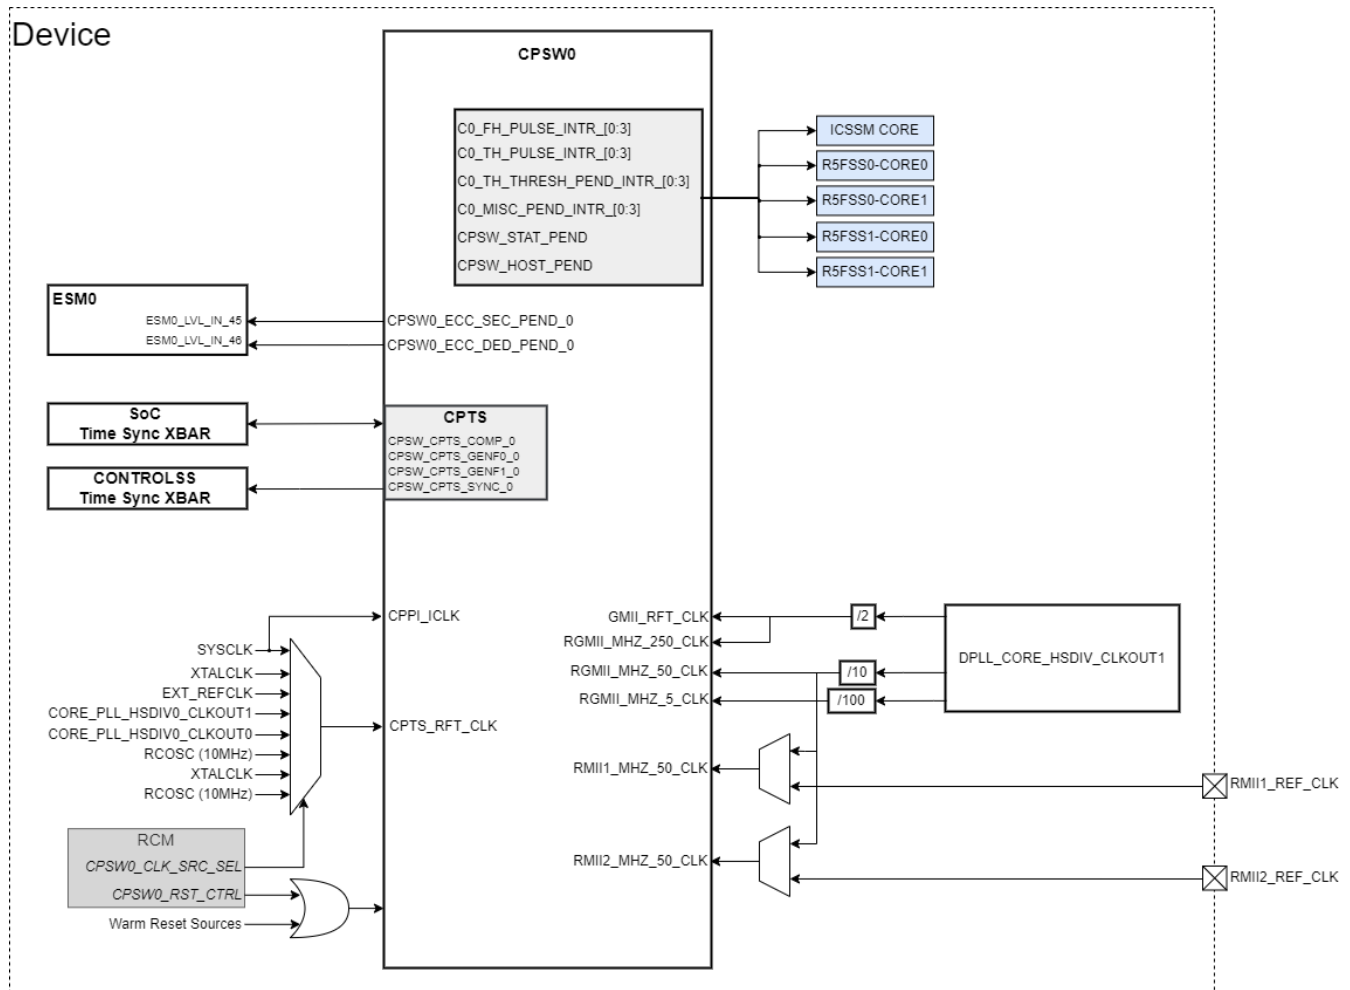 Device
CPSW0
C0_FH_PULSE_INTR_[0:3]
C0_TH_PULSE_INTR_[0:3]
C0_TH_THRESH_PEND_INTR_[0:3]
C0_MISC_PEND_INTR_[0:3]
CPSW_STAT_PEND
CPSW_HOST_PEND
ICSSM CORE
R5FSS0-CORE0
R5FSS0-CORE1
R5FSS1-CORE0
R5FSS1-CORE1
ESM0
ESM0_LVL_IN_45
ESM0_LVL_IN_46
CPSW0_ECC_SEC_PEND_0
CPSW0_ECC_DED_PEND_0
SoC
Time Sync XBAR
CONTROLSS
Time Sync XBAR
CPTS
CPSW_CPTS_COMP_0
CPSW_CPTS_GENF0_0
CPSW_CPTS_GENF1_0
CPSW_CPTS_SYNC_0
CPPI_ICLK
SYSCLK
XTALCLK
EXT_REFCLK
CORE_PLL_HSDIV0_CLKOUT1
CORE_PLL_HSDIV0_CLKOUT0
RCOSC (10MHz)
XTALCLK
RCOSC (10MHz)
CPTS_RFT_CLK
RCM
CPSW0_CLK_SRC_SEL
CPSW0_RST_CTRL
Warm Reset Sources
GMII_RFT_CLK
RGMII_MHZ_250_CLK
RGMII_MHZ_50_CLK
RGMII_MHZ_5_CLK
RMII1_MHZ_50_CLK
RMII2_MHZ_50_CLK
/2
/10
/100
DPLL_CORE_HSDIV_CLKOUT1
RMII1_REF_CLK
RMII2_REF_CLK